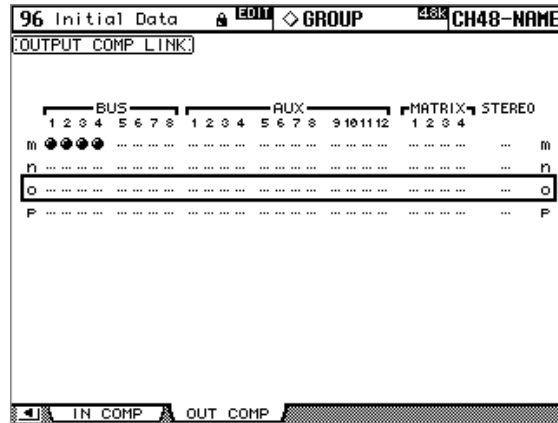 96 Initial Data EDIT GROUP 48k CH48-NAME
OUTPUT COMP LINK
BUS AUX MATRIX STEREO
1 2 3 4 5 6 7 8 1 2 3 4 5 6 7 8 9 10 11 12 1 2 3 4
m m
n n
o o
p p
IN COMP OUT COMP